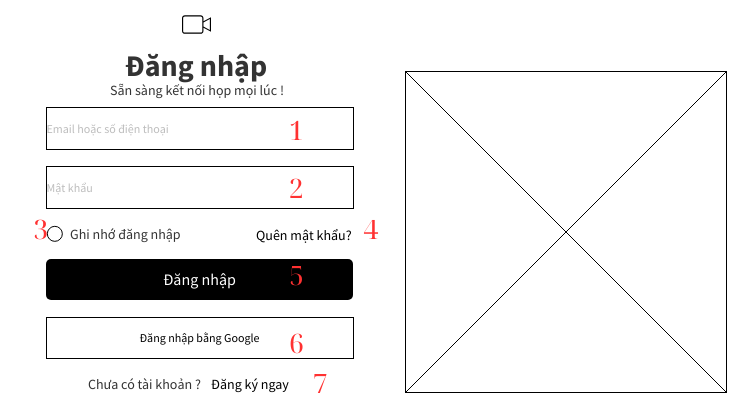 Đăng nhập
Sẵn sàng kết nối họp mọi lúc !
Email hoặc số điện thoại 1
Mật khẩu 2
3 Ghi nhớ đăng nhập Quên mật khẩu? 4
Đăng nhập 5
Đăng nhập bằng Google 6
Chưa có tài khoản ? Đăng ký ngay 7